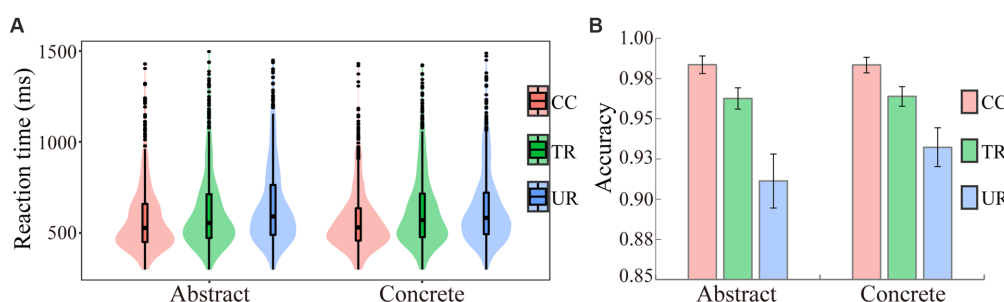 A
Reaction time (ms)
1500
1000
500
Abstract
Concrete
CC
TR
UR
B
Accuracy
1.00
0.98
0.95
0.93
0.90
0.88
0.85
Abstract
Concrete
CC
TR
UR